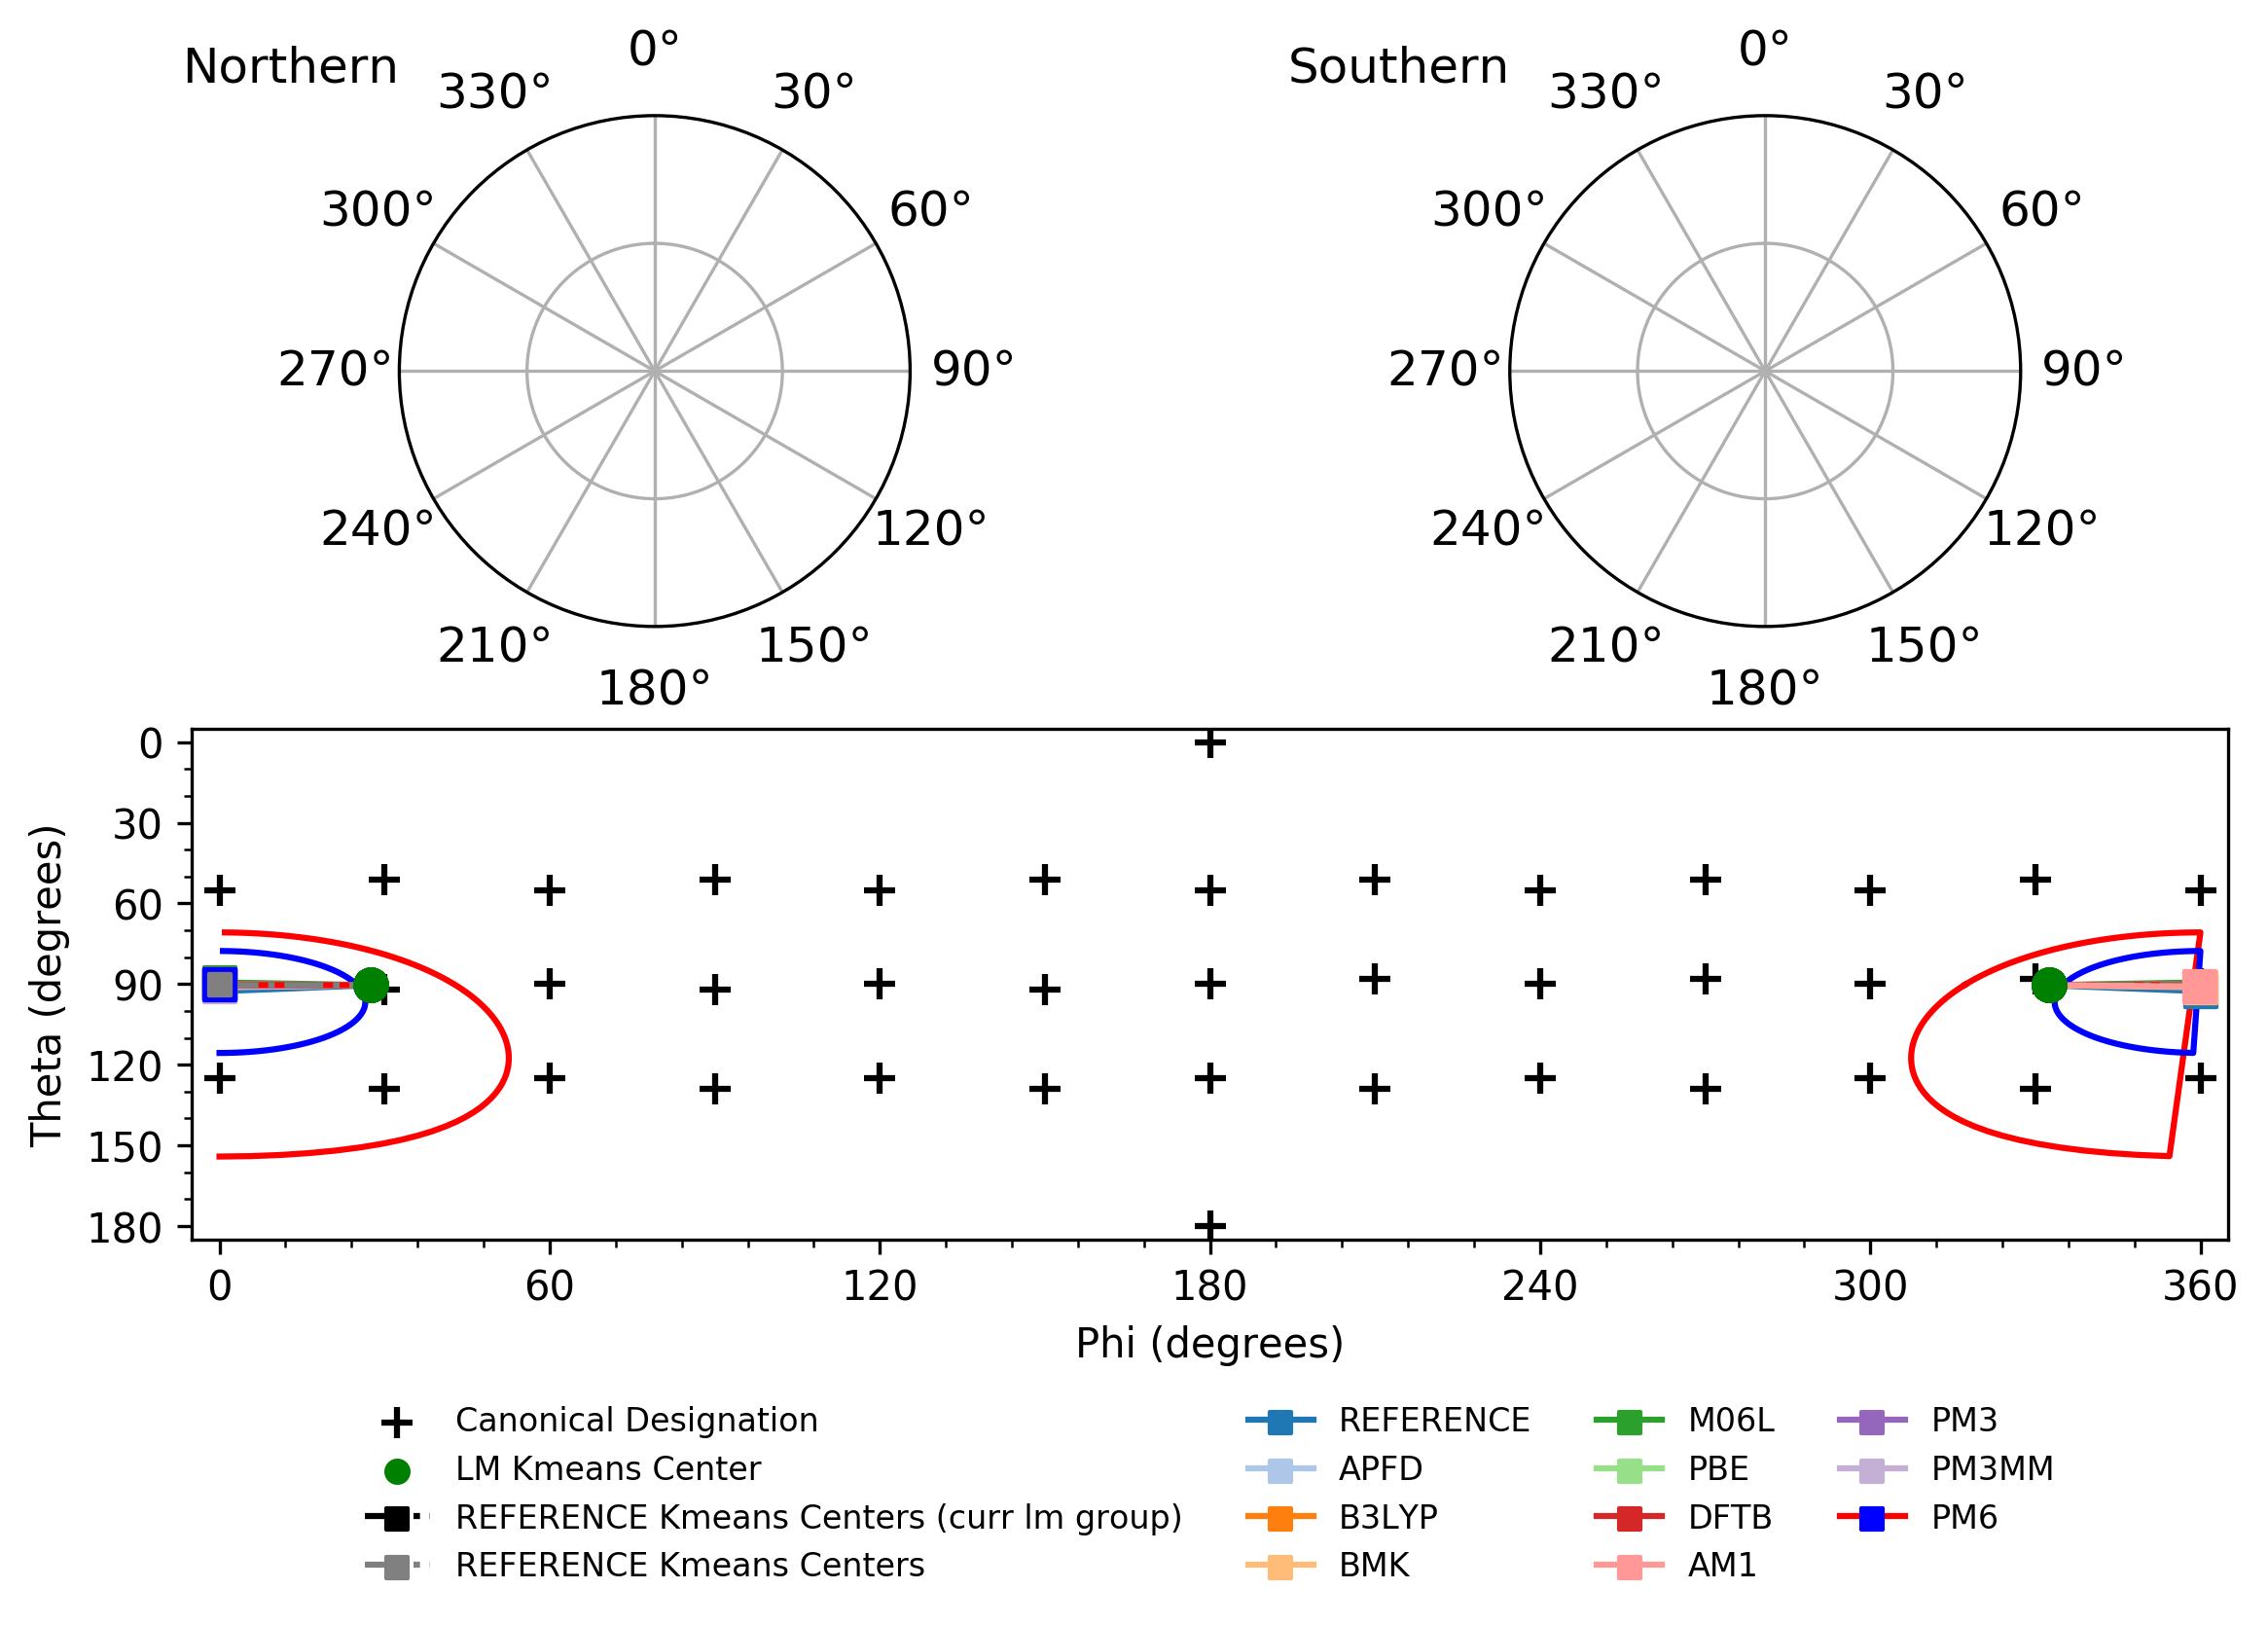 Northern
0°
30°
60°
90°
120°
150°
180°
210°
240°
270°
300°
330°
Southern
0°
30°
60°
90°
120°
150°
180°
210°
240°
270°
300°
330°
Theta (degrees)
0
30
60
90
120
150
180
0
60
120
180
240
300
360
Phi (degrees)
Canonical Designation
LM Kmeans Center
REFERENCE Kmeans Centers (curr lm group)
REFERENCE Kmeans Centers
REFERENCE
APFD
B3LYP
BMK
M06L
PBE
DFTB
AM1
PM3
PM3MM
PM6